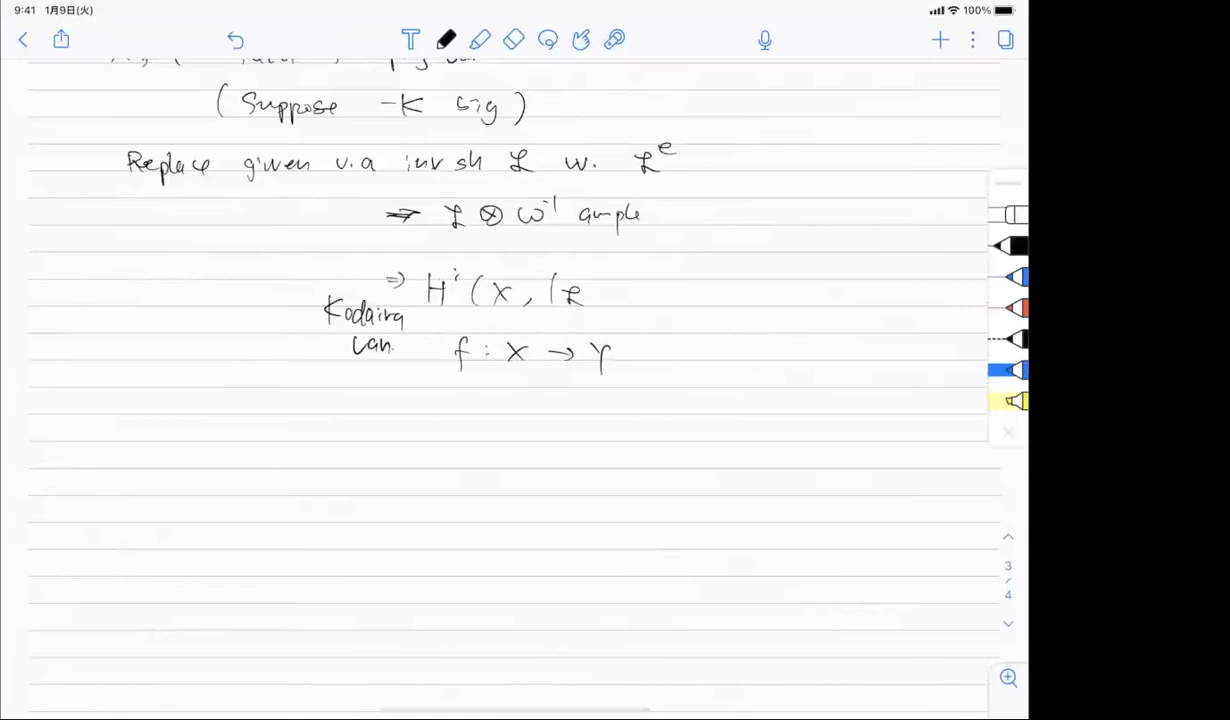 9:41 1月9日(火) 100%
(Suppose -K big)
Replace given v.a inv sh ℒ w. ℒ^e
⇒ ℒ ⊗ ω^-1 ample
⇒ H^i (X, (ℒ
Kodaira
van. f : X → Y
3
/
4